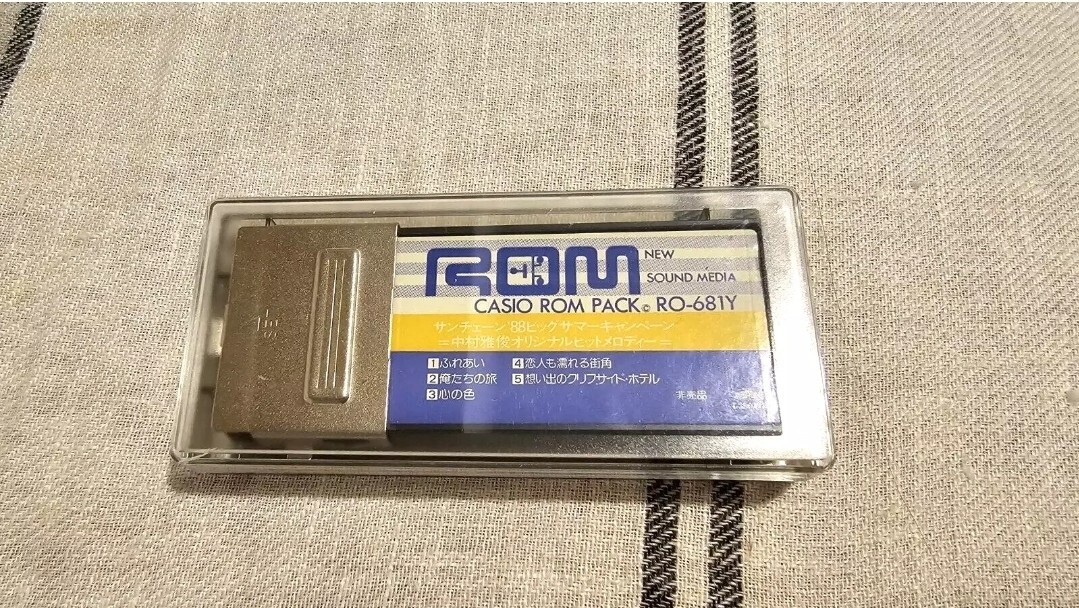 ROM NEW
SOUND MEDIA
CASIO ROM PACK© RO-681Y
サンチェーン'88ビッグサマーキャンペーン
=中村雅俊オリジナルヒットメロディー=
1ふれあい 4恋人も濡れる街角
2俺たちの旅 5想い出のクリフサイド・ホテル
3心の色
非売品